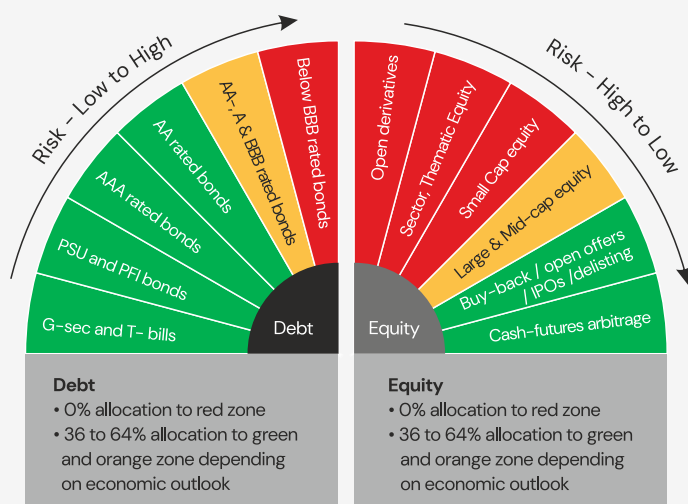 Risk - Low to High
Risk - High to Low
G-sec and T- bills
PSU and PFI bonds
AAA rated bonds
AA rated bonds
AA-, A & BBB rated bonds
Below BBB rated bonds
Debt
Open derivatives
Sector, Thematic Equity
Small Cap equity
Large & Mid-cap equity
Buy-back / open offers
/ IPOs /delisting
Cash-futures arbitrage
Equity
Debt
• 0% allocation to red zone
• 36 to 64% allocation to green
and orange zone depending
on economic outlook
Equity
• 0% allocation to red zone
• 36 to 64% allocation to green
and orange zone depending
on economic outlook